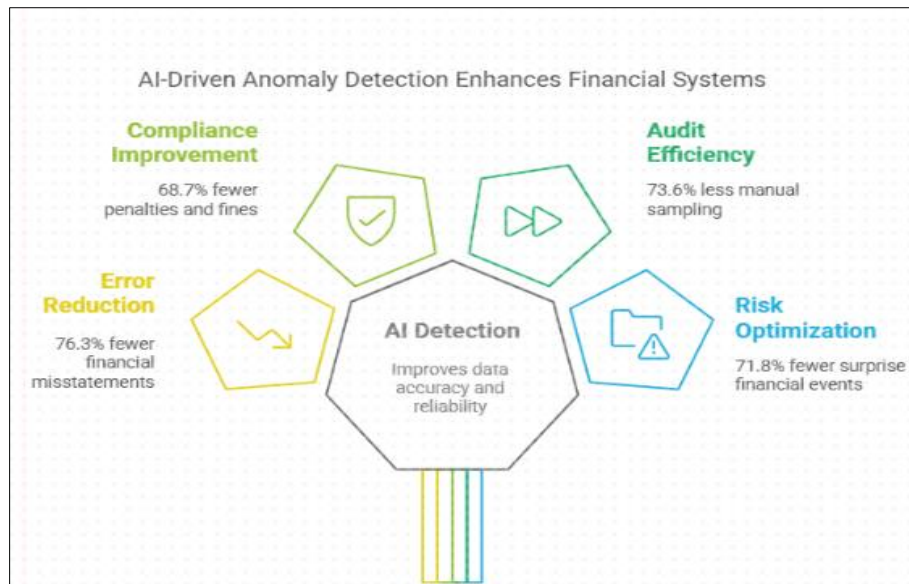 AI-Driven Anomaly Detection Enhances Financial Systems
Compliance
Improvement
68.7% fewer
penalties and fines
Audit
Efficiency
73.6% less manual
sampling
Error
Reduction
76.3% fewer
financial
misstatements
AI Detection
Improves data
accuracy and
reliability
Risk
Optimization
71.8% fewer surprise
financial events